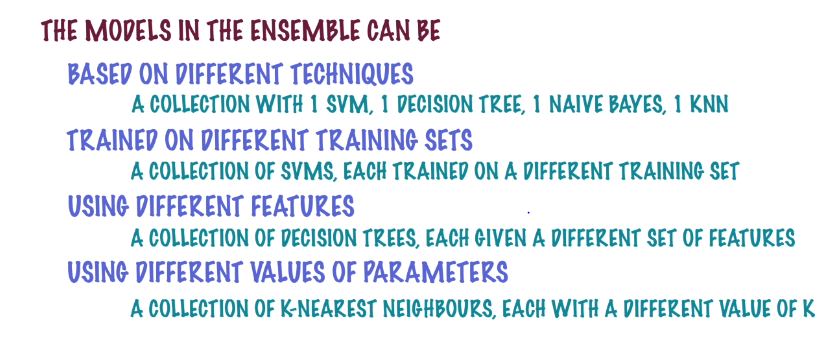 THE MODELS IN THE ENSEMBLE CAN BE
BASED ON DIFFERENT TECHNIQUES
A COLLECTION WITH 1 SVM, 1 DECISION TREE, 1 NAIVE BAYES, 1 KNN
TRAINED ON DIFFERENT TRAINING SETS
A COLLECTION OF SVMS, EACH TRAINED ON A DIFFERENT TRAINING SET
USING DIFFERENT FEATURES
A COLLECTION OF DECISION TREES, EACH GIVEN A DIFFERENT SET OF FEATURES
USING DIFFERENT VALUES OF PARAMETERS
A COLLECTION OF K-NEAREST NEIGHBOURS, EACH WITH A DIFFERENT VALUE OF K